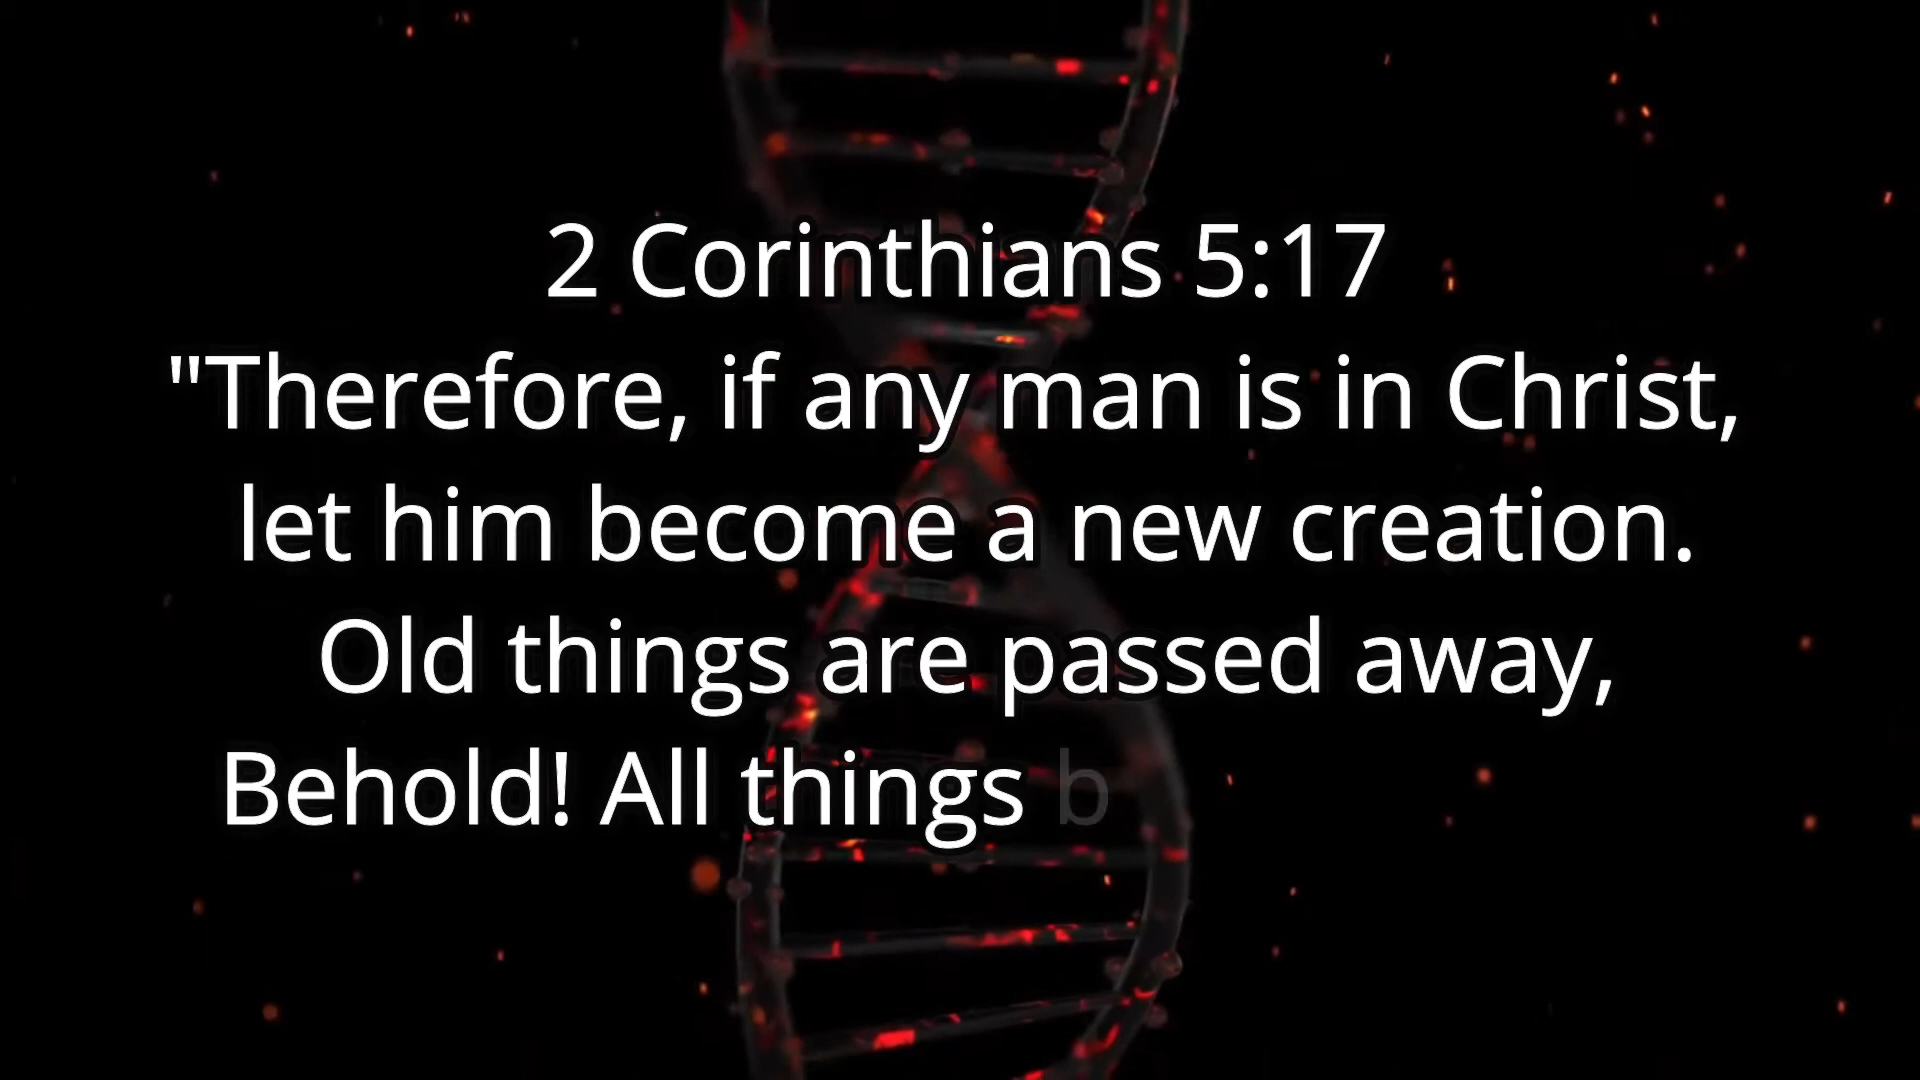 2 Corinthians 5:17
"Therefore, if any man is in Christ,
let him become a new creation.
Old things are passed away,
Behold! All things b